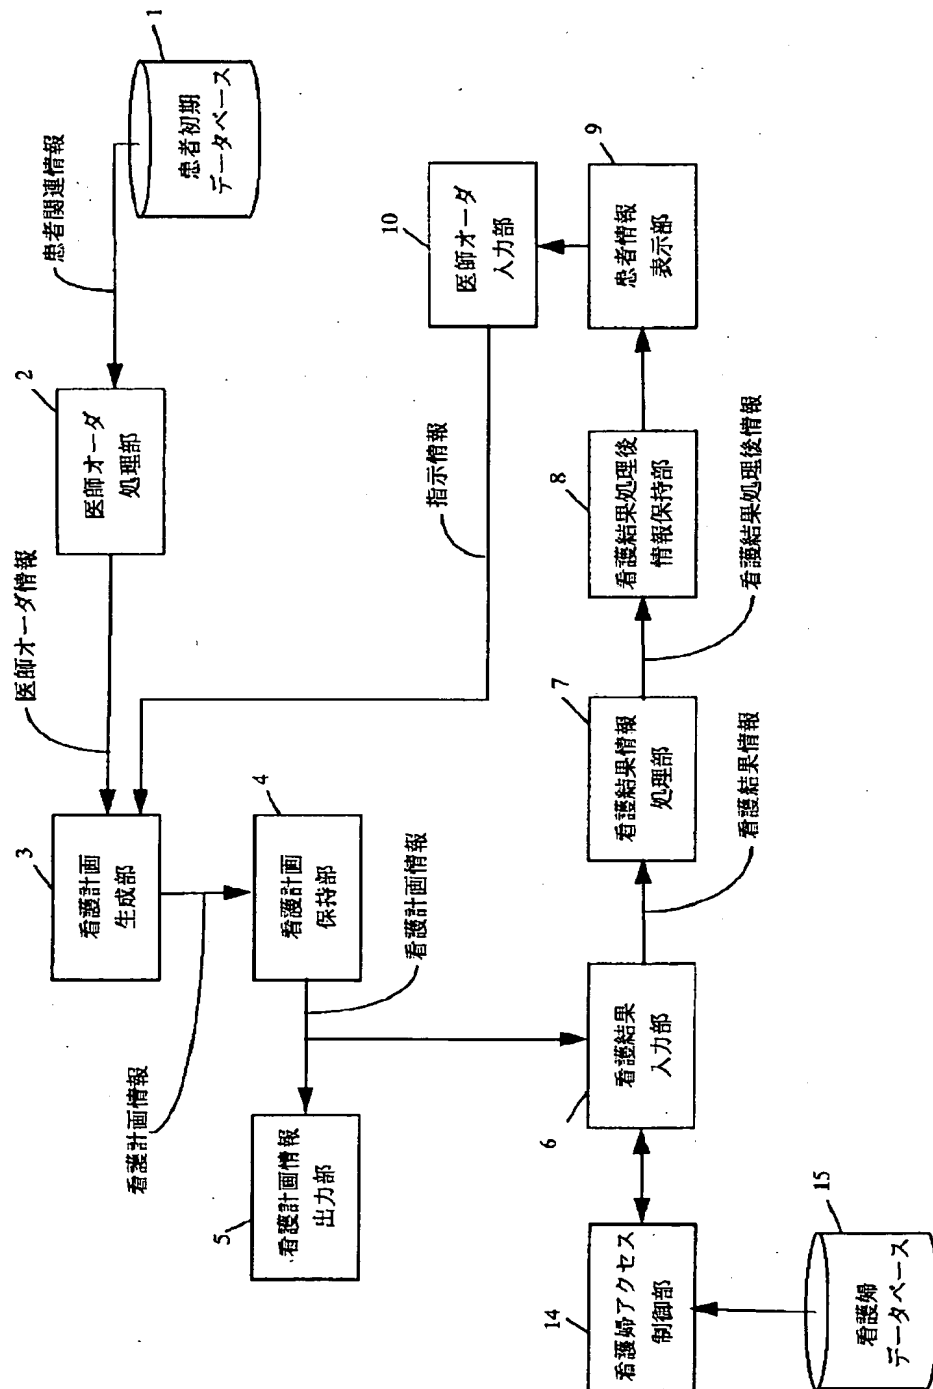 1
患者初期
データベース
患者関連情報
2
医師オーダ
処理部
医師オーダ情報
3
看護計画
生成部
看護計画情報
4
看護計画
保持部
看護計画情報
5
看護計画情報
出力部
6
看護結果
入力部
看護結果情報
7
看護結果情報
処理部
看護結果処理後情報
8
看護結果処理後
情報保持部
9
患者情報
表示部
10
医師オーダ
入力部
指示情報
14
看護婦アクセス
制御部
15
看護婦
データベース